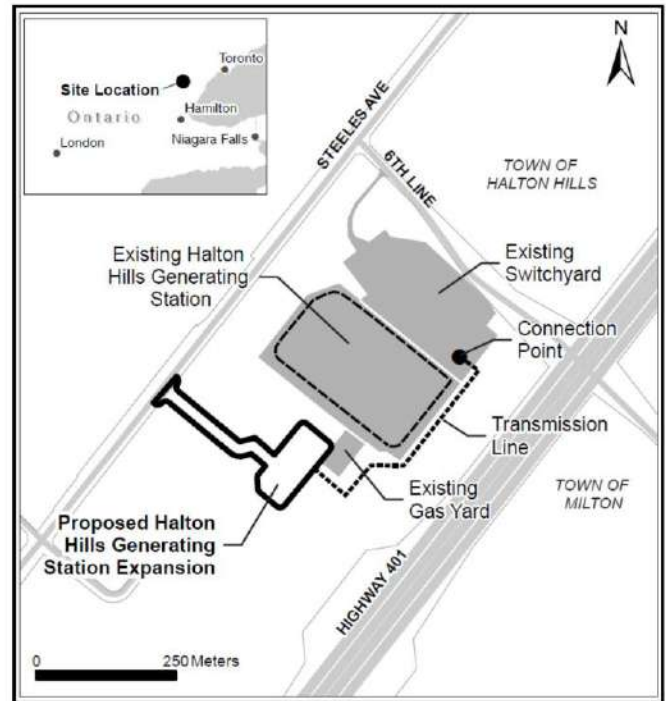 Toronto
Site Location
Ontario
Hamilton
Niagara Falls
London
N
STEELES AVE
6TH LINE
TOWN OF
HALTON HILLS
Existing Halton
Hills Generating
Station
Existing
Switchyard
Connection
Point
Transmission
Line
Existing
Gas Yard
TOWN OF
MILTON
Proposed Halton
Hills Generating
Station Expansion
HIGHWAY 401
0 250 Meters